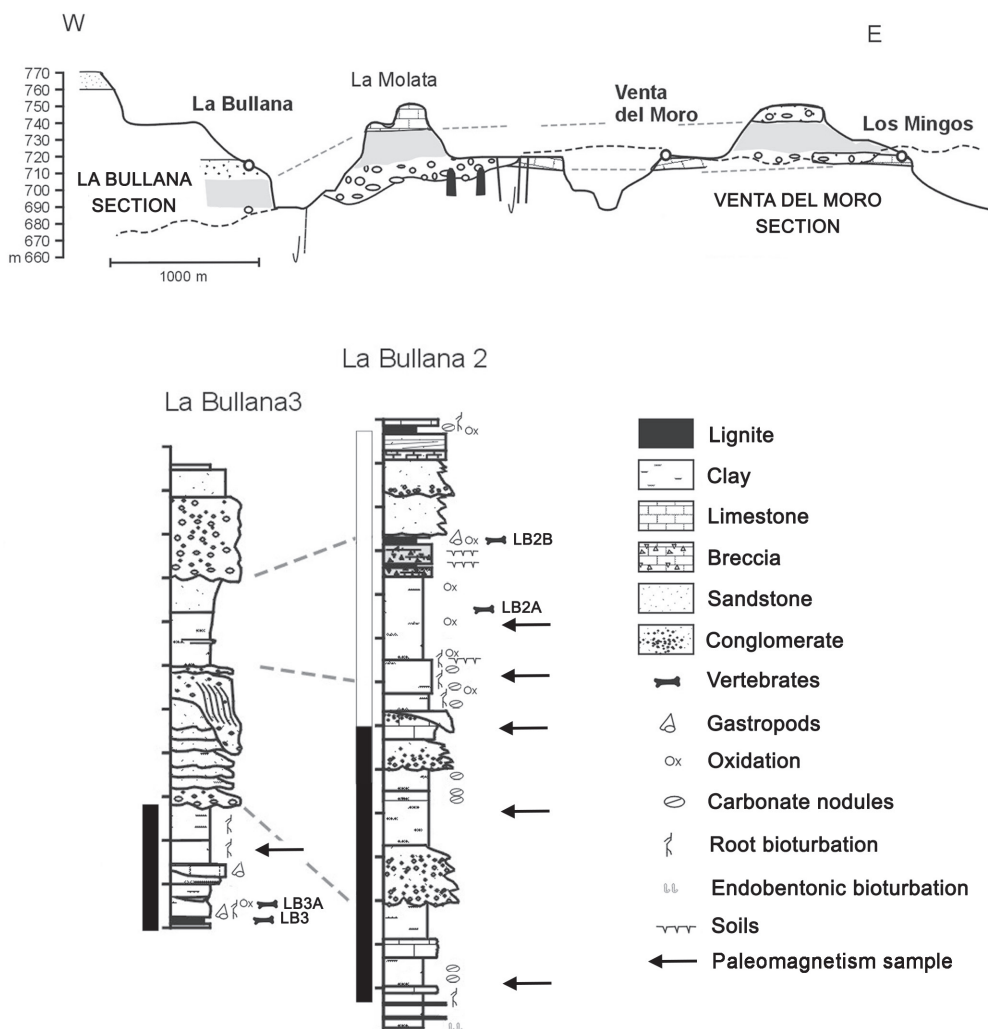 W
E
770
760
750
740
730
720
710
700
690
680
670
m 660
La Bullana
La Molata
Venta
del Moro
Los Mingos
LA BULLANA
SECTION
VENTA DEL MORO
SECTION
1000 m
La Bullana3
La Bullana 2
Ox
Ox
LB2B
Ox
LB2A
Ox
Ox
Ox
Ox
LB3A
LB3
Lignite
Clay
Limestone
Breccia
Sandstone
Conglomerate
Vertebrates
Gastropods
Ox
Oxidation
Carbonate nodules
Root bioturbation
Endobentonic bioturbation
Soils
Paleomagnetism sample